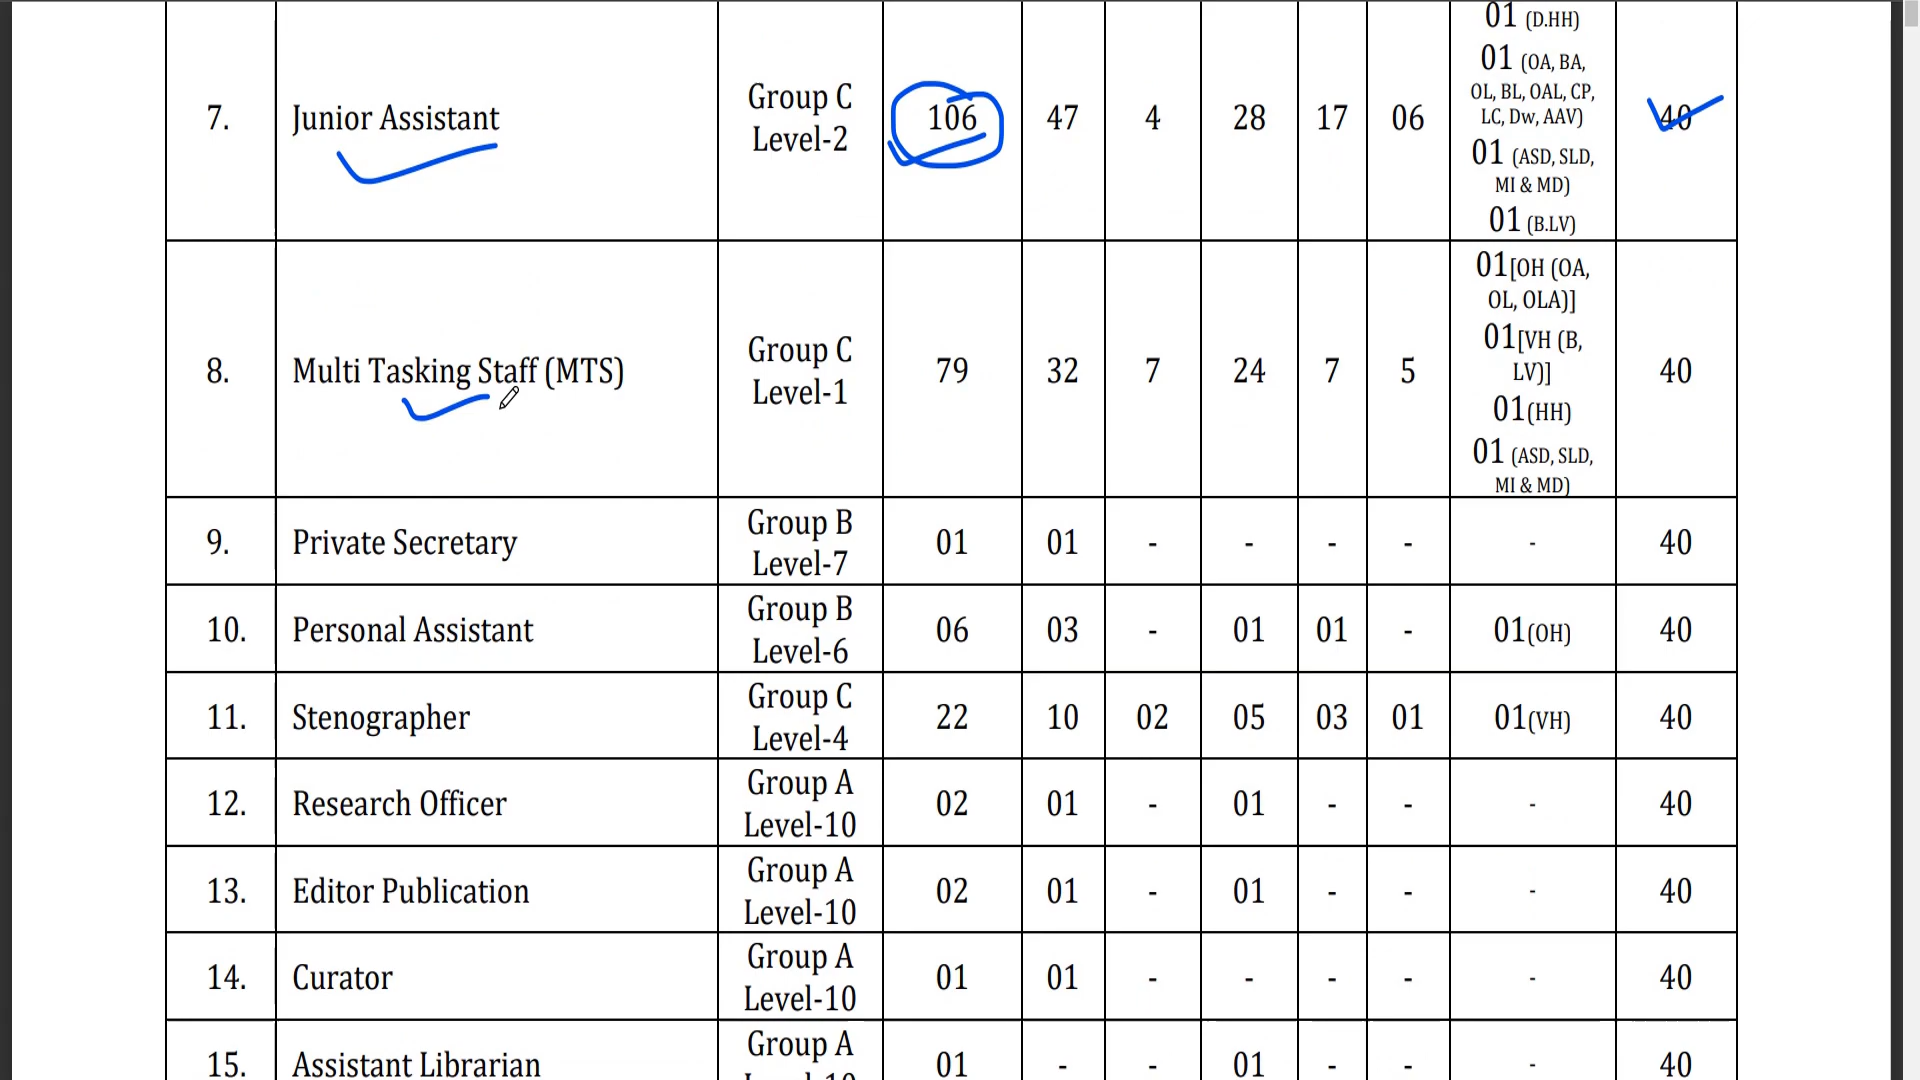 01 (D.HH)
01 (OA, BA,
OL, BL, OAL, CP,
LC, Dw, AAV)
01 (ASD, SLD,
MI & MD)
01 (B.LV)
7. Junior Assistant Group C Level-2 106 47 4 28 17 06 40
01[OH (OA,
OL, OLA)]
01[VH (B,
LV)]
01(HH)
01 (ASD, SLD,
MI & MD)
8. Multi Tasking Staff (MTS) Group C Level-1 79 32 7 24 7 5 40
9. Private Secretary Group B Level-7 01 01 - - - - - 40
10. Personal Assistant Group B Level-6 06 03 - 01 01 - 01(OH) 40
11. Stenographer Group C Level-4 22 10 02 05 03 01 01(VH) 40
12. Research Officer Group A Level-10 02 01 - 01 - - - 40
13. Editor Publication Group A Level-10 02 01 - 01 - - - 40
14. Curator Group A Level-10 01 01 - - - - - 40
15. Assistant Librarian Group A Level-10 01 - - 01 - - - 40